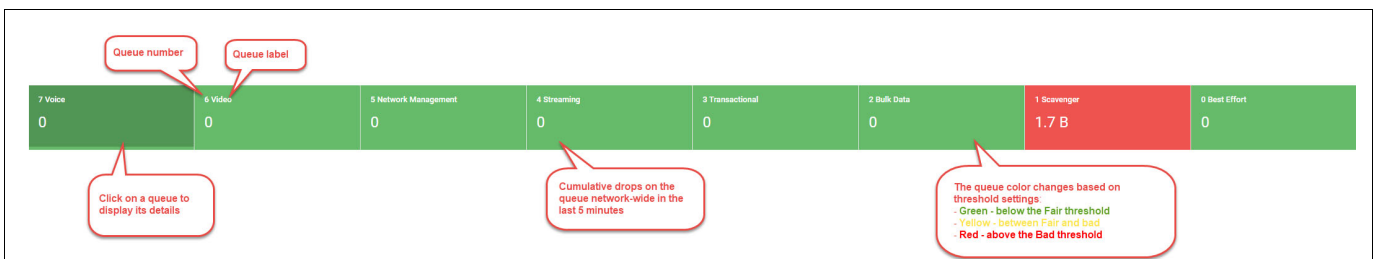 Queue number
Queue label
7 Voice
6 Video
5 Network Management
4 Streaming
3 Transactional
2 Bulk Data
1 Scavenger
0 Best Effort
0
0
0
0
0
0
1.7 B
0
Click on a queue to
display its details
Cumulative drops on the
queue network-wide in the
last 5 minutes
The queue color changes based on
threshold settings:
- Green - below the Fair threshold
- Yellow - between Fair and bad
- Red - above the Bad threshold